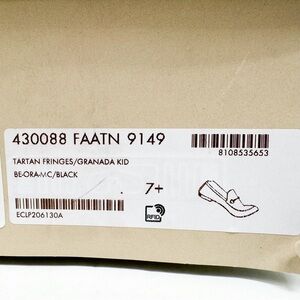 430088 FAATN 9149
8108535653
TARTAN FRINGES/GRANADA KID
BE-ORA-MC/BLACK
7+
ECLP206130A
RFID